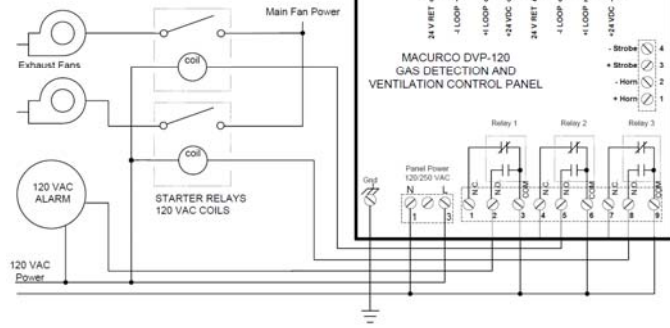 Main Fan Power
Exhaust Fans
coil
coil
120 VAC
ALARM
STARTER RELAYS
120 VAC COILS
120 VAC
Power
24 V RET
-I LOOP
+I LOOP
+24 VDC
24 V RET
-I LOOP
+I LOOP
+24 VDC
MACURCO DVP-120
GAS DETECTION AND
VENTILATION CONTROL PANEL
- Strobe 4
+ Strobe 3
- Horn 2
+ Horn 1
Relay 1
Relay 2
Relay 3
Gnd
Panel Power
120/250 VAC
N L
1 3
N.C. N.O. COM N.C. N.O. COM N.C. N.O. COM
1 2 3 4 5 6 7 8 9